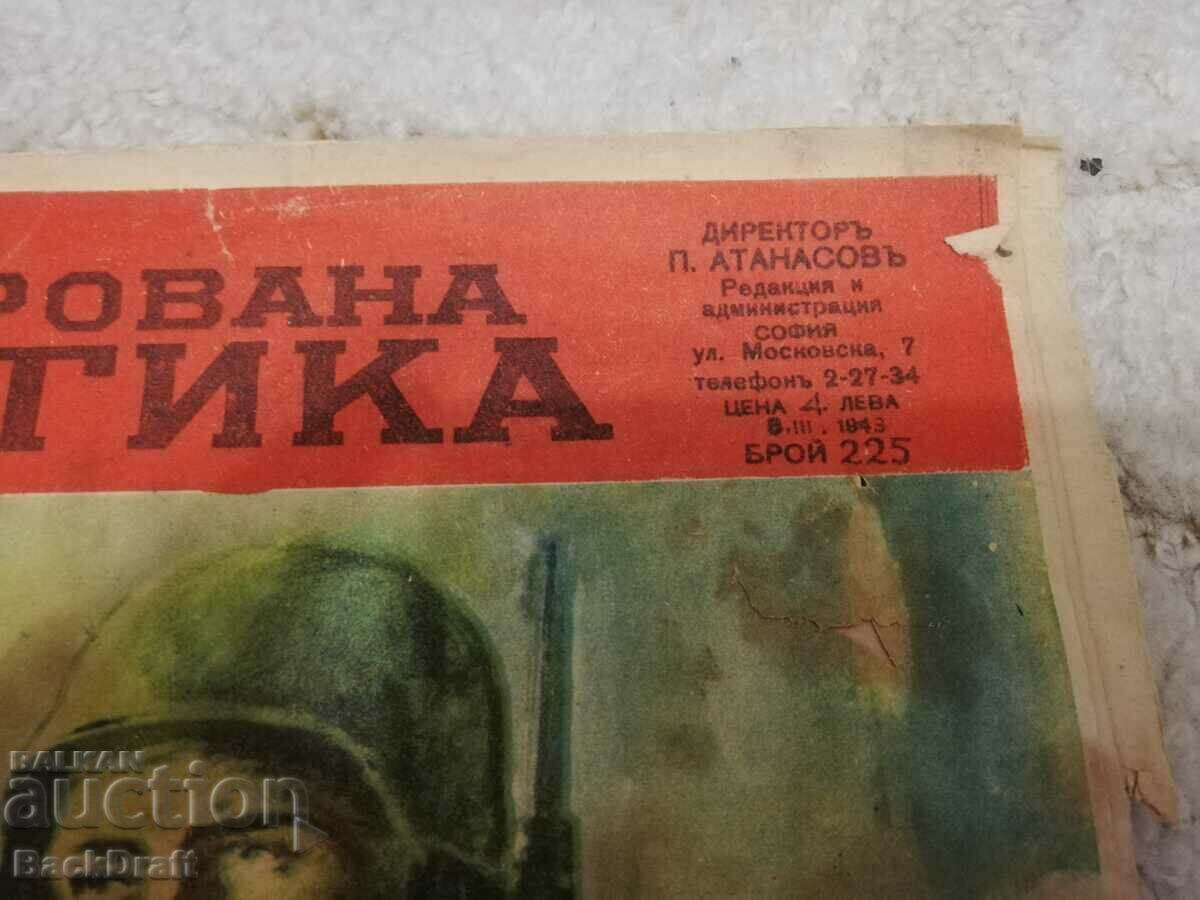 РОВАНА
ГИКА
ДИРЕКТОРЪ
П. АТАНАСОВЪ
Редакция и
администрация
СОФИЯ
ул. Московска, 7
телефонъ 2-27-34
ЦЕНА 4 ЛЕВА
8.III.1943
БРОЙ 225
BALKAN
auction
BackDraft